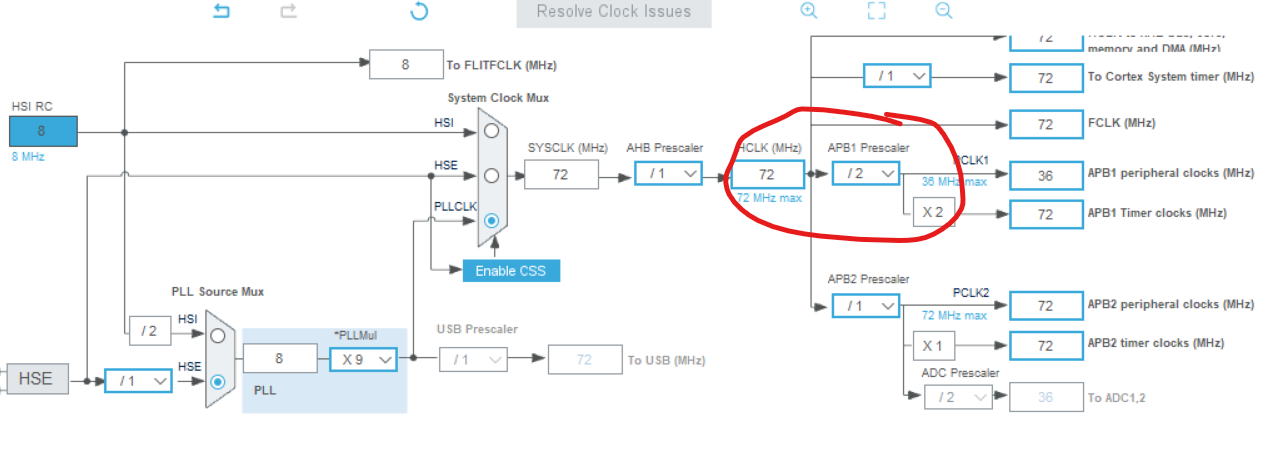 Resolve Clock Issues
72
memory and DMA (MHz)
8
To FLITFCLK (MHz)
/ 1
72
To Cortex System timer (MHz)
System Clock Mux
HSI RC
8
8 MHz
HSI
72
FCLK (MHz)
SYSCLK (MHz)
AHB Prescaler
HCLK (MHz)
APB1 Prescaler
HSE
72
/ 1
72
/ 2
PCLK1
36
APB1 peripheral clocks (MHz)
72 MHz max
36 MHz max
PLLCLK
X 2
72
APB1 Timer clocks (MHz)
Enable CSS
PLL Source Mux
APB2 Prescaler
/ 1
PCLK2
72 MHz max
72
APB2 peripheral clocks (MHz)
/ 2
HSI
*PLLMul
USB Prescaler
8
X 9
/ 1
72
To USB (MHz)
X 1
72
APB2 timer clocks (MHz)
HSE
/ 1
HSE
PLL
ADC Prescaler
/ 2
36
To ADC1,2